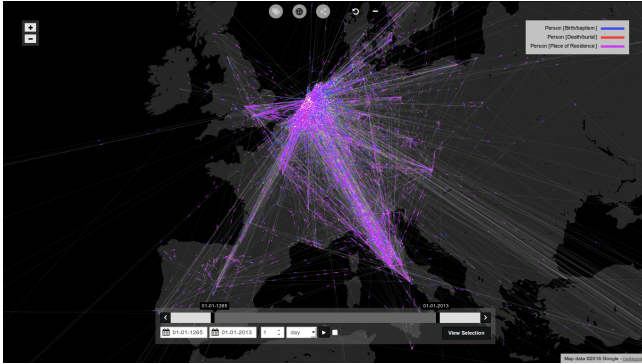 +
-
Person [Birth/baptism]
Person [Death/burial]
Person [Place of Residence]
01-01-1265
01-01-2013
01-01-1265 01-01-2013 1 day View Selection
Map data ©2018 Google -